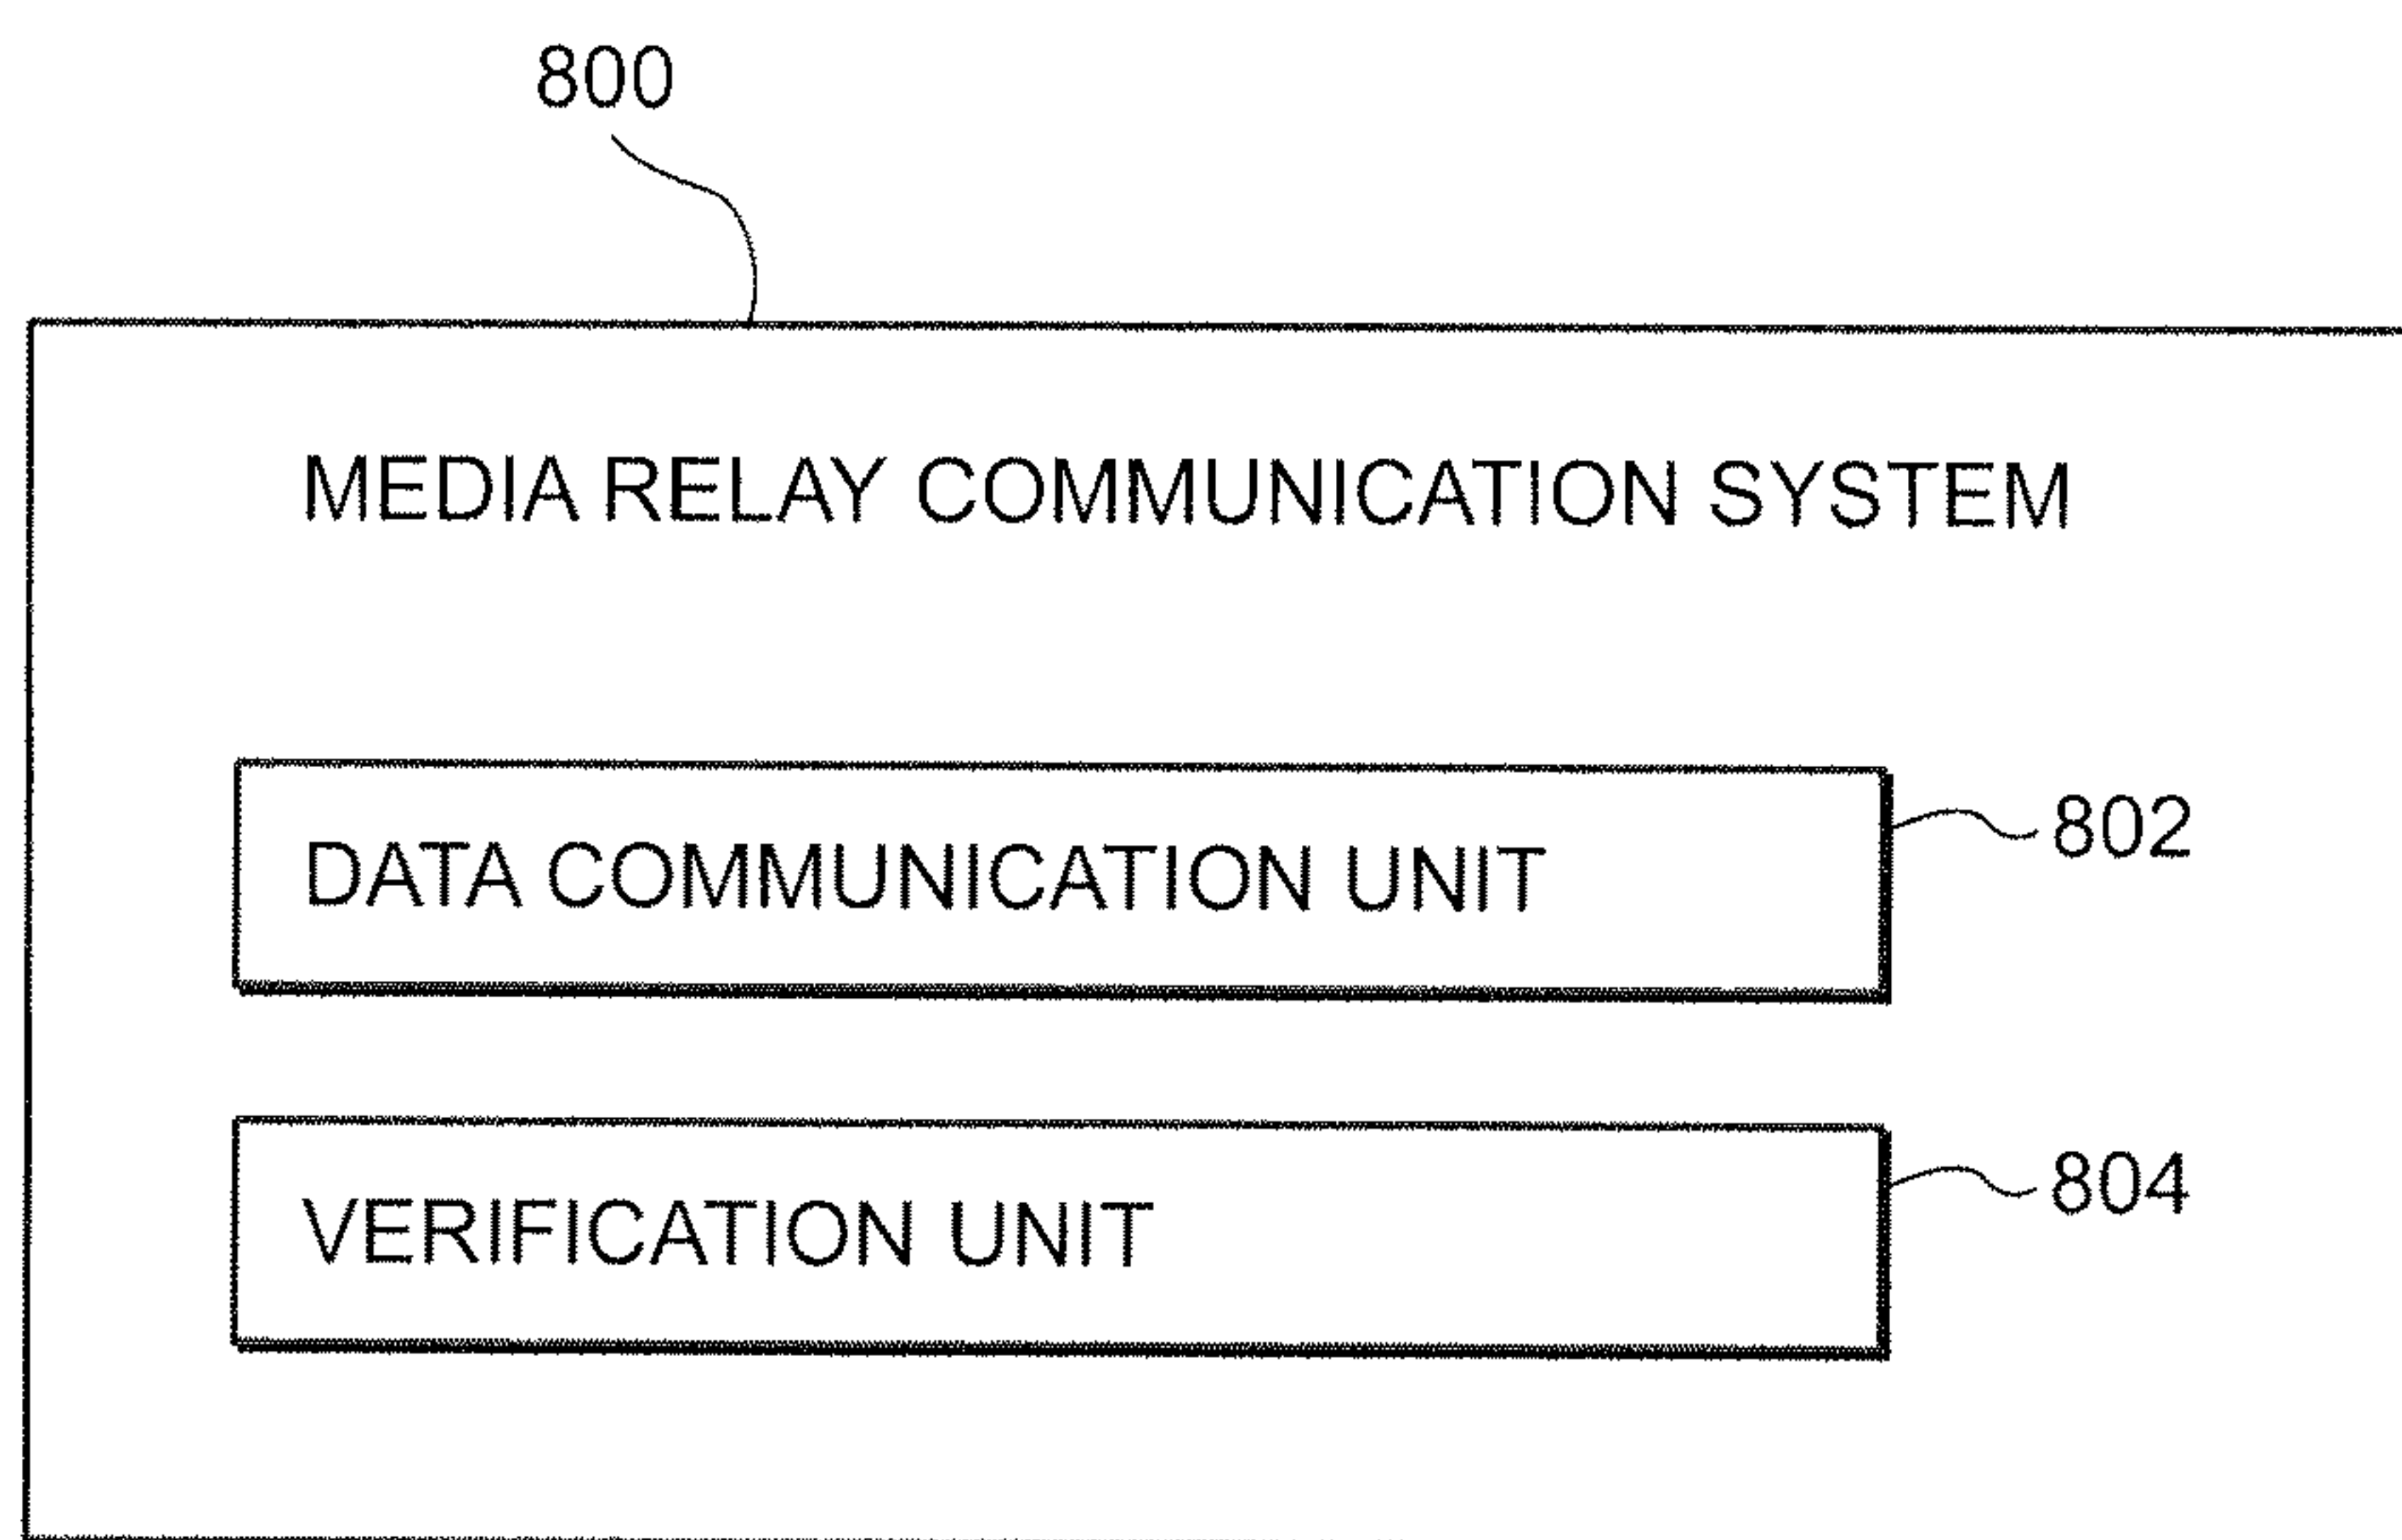 800
MEDIA RELAY COMMUNICATION SYSTEM
DATA COMMUNICATION UNIT
802
VERIFICATION UNIT
804